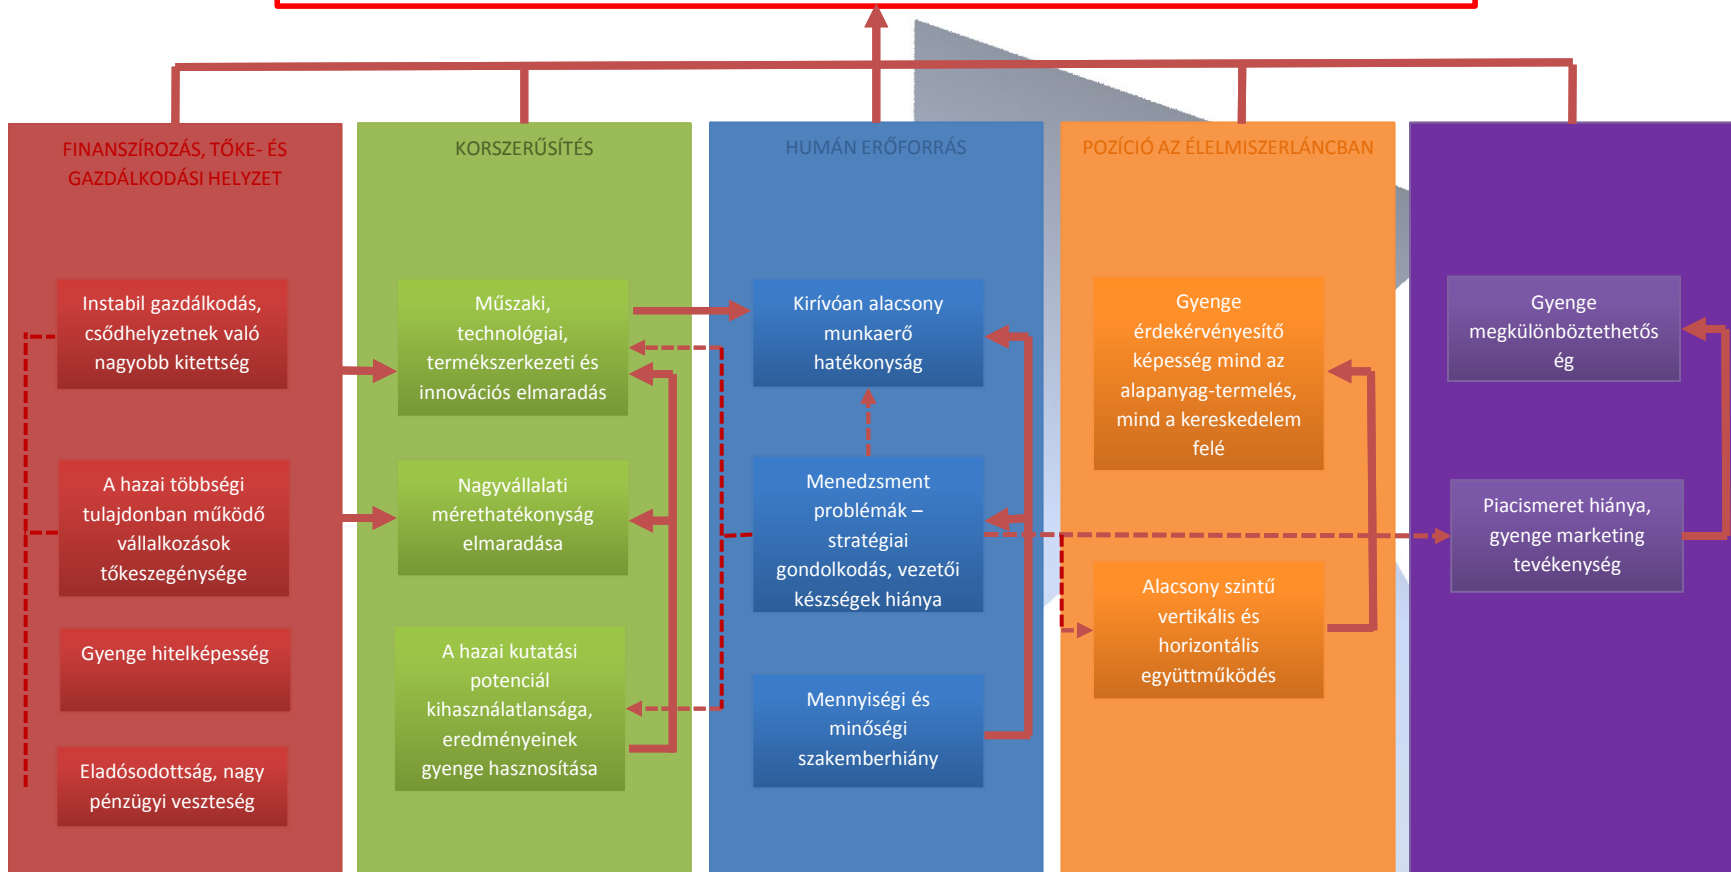 FINANSZÍROZÁS, TŐKE- ÉS
GAZDÁLKODÁSI HELYZET
Instabil gazdálkodás,
csődhelyzetnek való
nagyobb kitettség
A hazai többségi
tulajdonban működő
vállalkozások
tőkeszegénysége
Gyenge hitelképesség
Eladósodottság, nagy
pénzügyi veszteség
KORSZERŰSÍTÉS
Műszaki,
technológiai,
termékszerkezeti és
innovációs elmaradás
Nagyvállalati
mérethatékonyság
elmaradása
A hazai kutatási
potenciál
kihasználatlansága,
eredményeinek
gyenge hasznosítása
HUMÁN ERŐFORRÁS
Kirívóan alacsony
munkaerő
hatékonyság
Menedzsment
problémák –
stratégiai
gondolkodás, vezetői
készségek hiánya
Mennyiségi és
minőségi
szakemberhiány
POZÍCIÓ AZ ÉLELMISZERLÁNCBAN
Gyenge
érdekérvényesítő
képesség mind az
alapanyag-termelés,
mind a kereskedelem
felé
Alacsony szintű
vertikális és
horizontális
együttműködés
Gyenge
megkülönböztethetős
ég
Piacismeret hiánya,
gyenge marketing
tevékenység